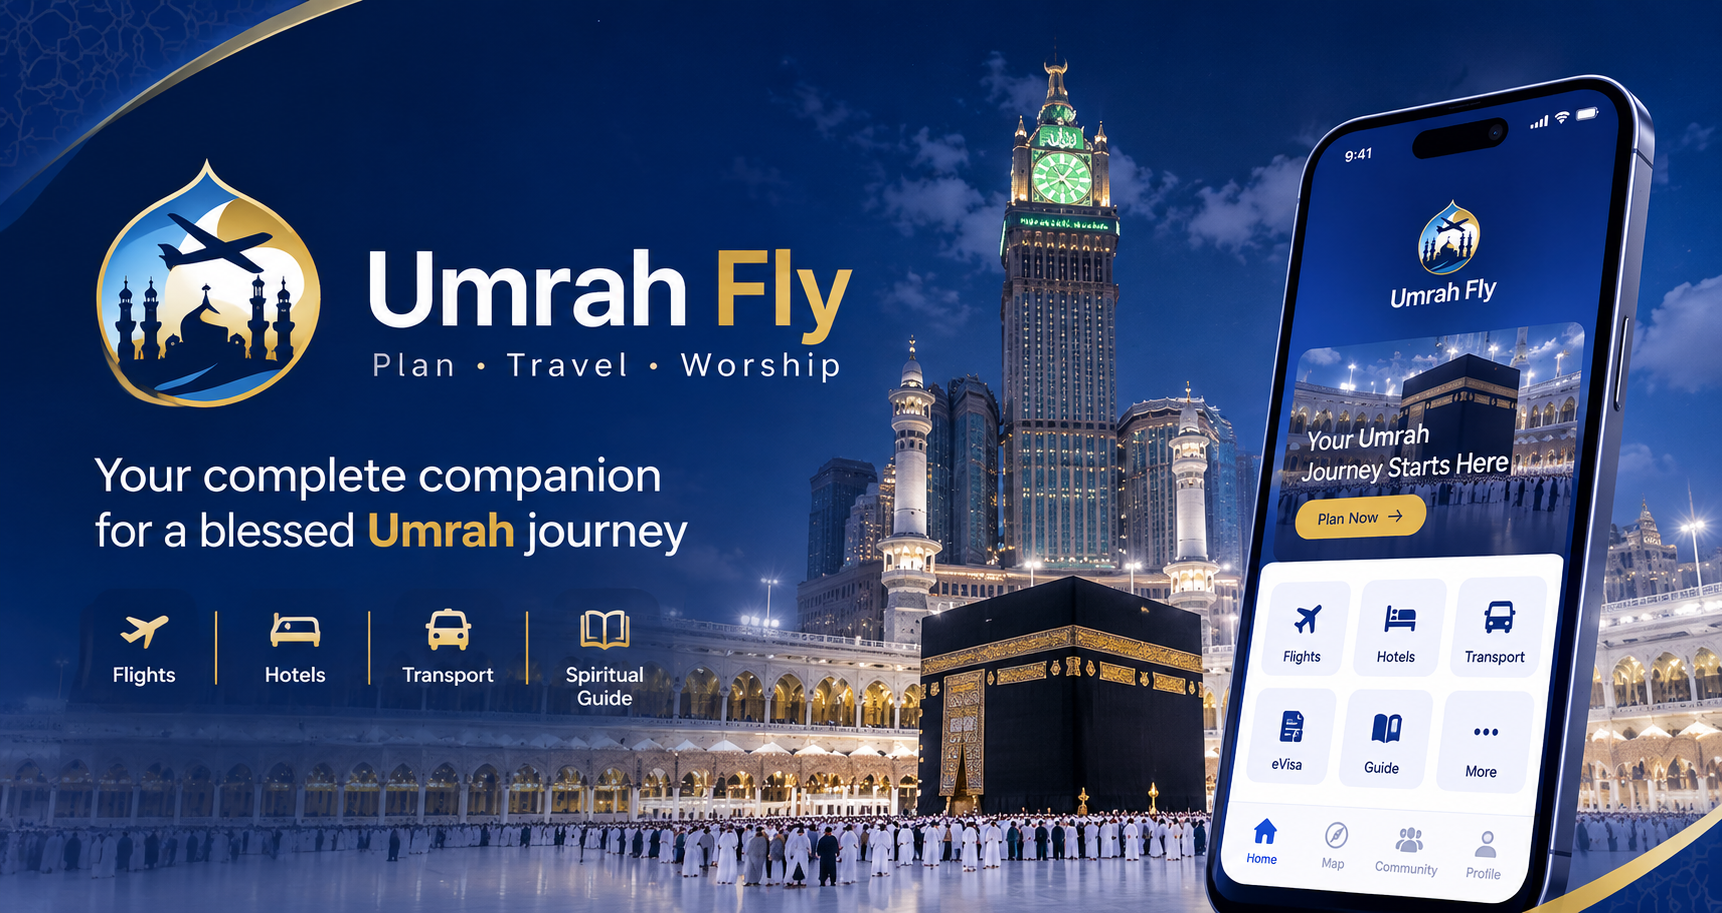 Umrah Fly
Plan • Travel • Worship
Your complete companion
for a blessed Umrah journey
Flights
Hotels
Transport
Spiritual
Guide
9:41
Umrah Fly
Your Umrah
Journey Starts Here
Plan Now →
Flights
Hotels
Transport
eVisa
Guide
More
Home
Map
Community
Profile